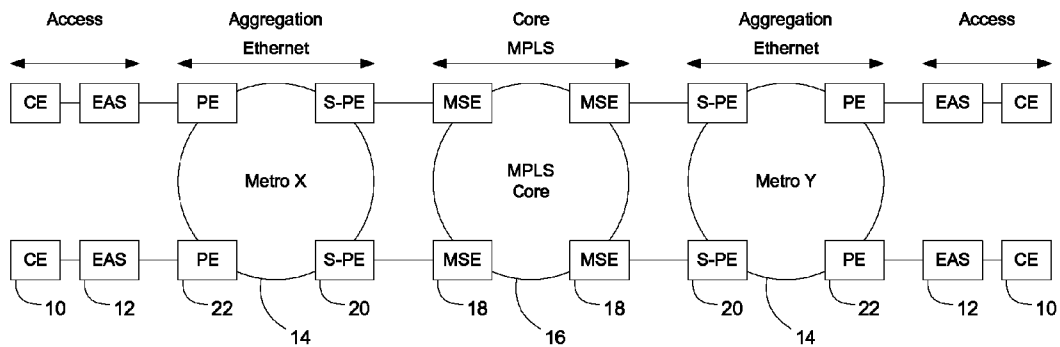 Access Aggregation Core Aggregation Access
Ethernet MPLS Ethernet
CE EAS PE S-PE MSE MSE S-PE PE EAS CE
Metro X MPLS Core Metro Y
CE EAS PE S-PE MSE MSE S-PE PE EAS CE
10 12 22 20 18 18 20 22 12 10
14 16 14